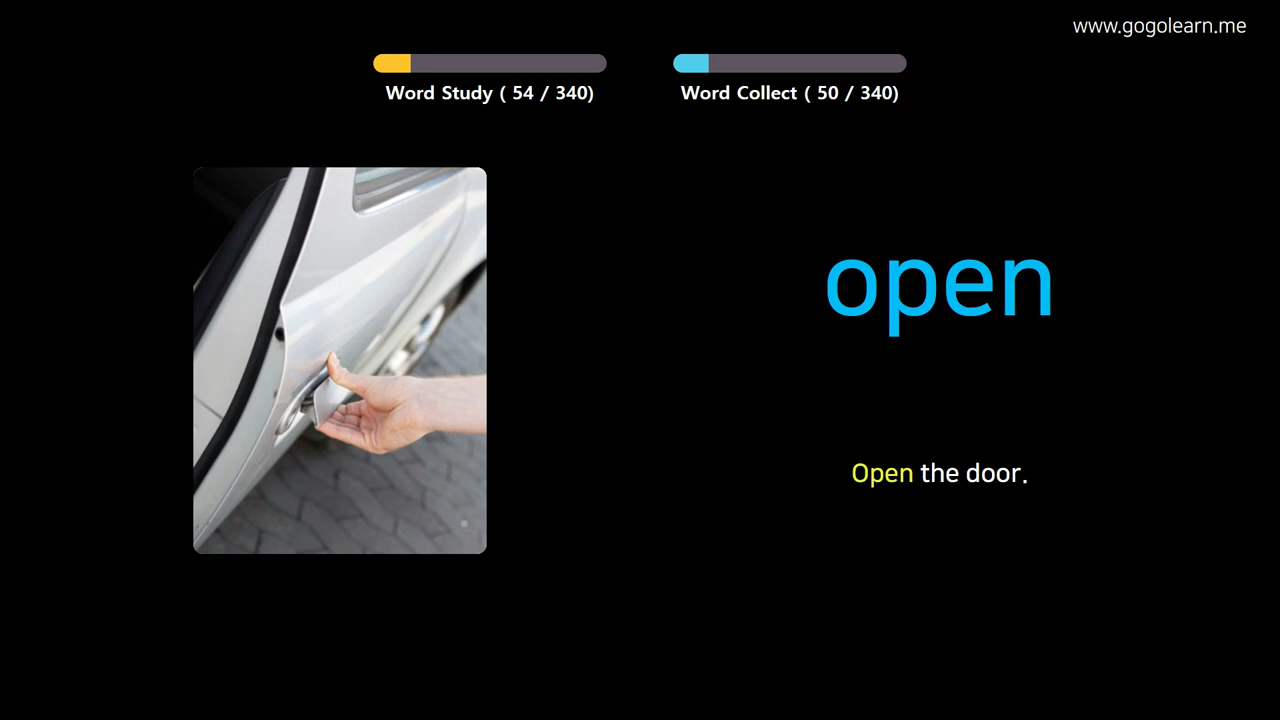 www.gogolearn.me
Word Study ( 54 / 340)
Word Collect ( 50 / 340)
open
Open the door.